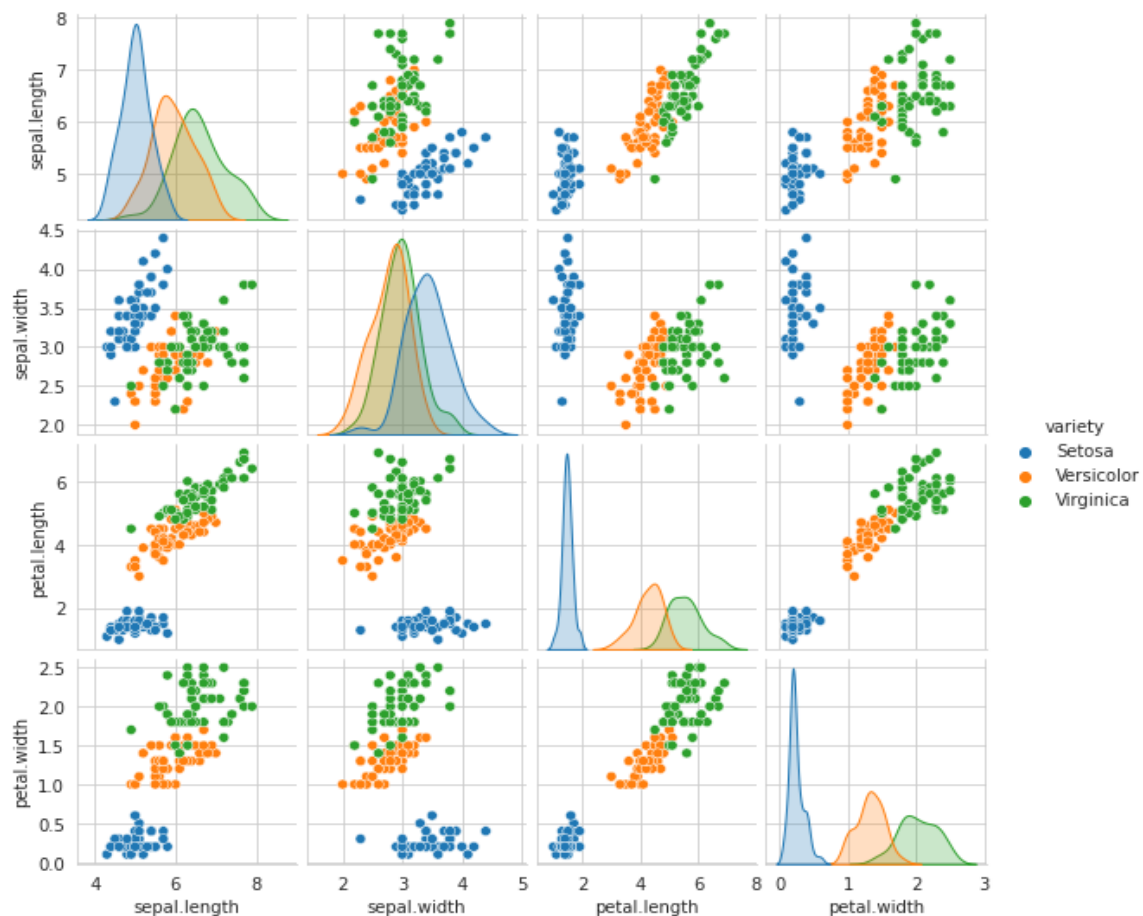 8
7
6
5
sepal.length
4.5
4.0
3.5
3.0
2.5
2.0
sepal.width
6
4
2
petal.length
2.5
2.0
1.5
1.0
0.5
0.0
petal.width
4 6 8
2 3 4 5
2 4 6 8
0 1 2 3
sepal.length
sepal.width
petal.length
petal.width
variety
Setosa
Versicolor
Virginica